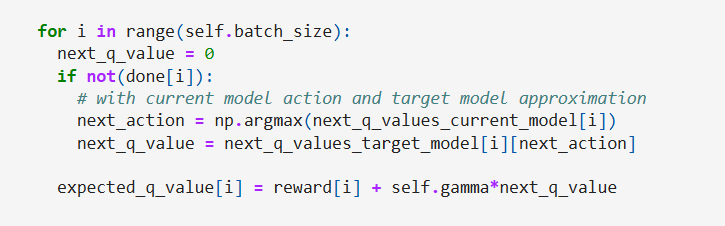 for i in range(self.batch_size):
  next_q_value = 0
  if not(done[i]):
    # with current model action and target model approximation
    next_action = np.argmax(next_q_values_current_model[i])
    next_q_value = next_q_values_target_model[i][next_action]

  expected_q_value[i] = reward[i] + self.gamma*next_q_value